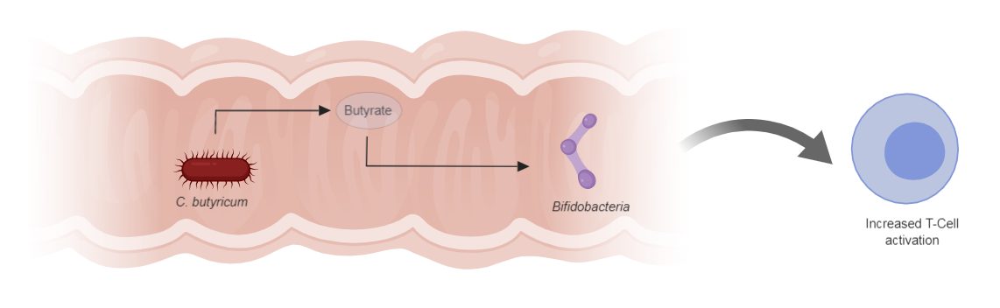 Butyrate
C. butyricum
Bifidobacteria
Increased T-Cell
activation